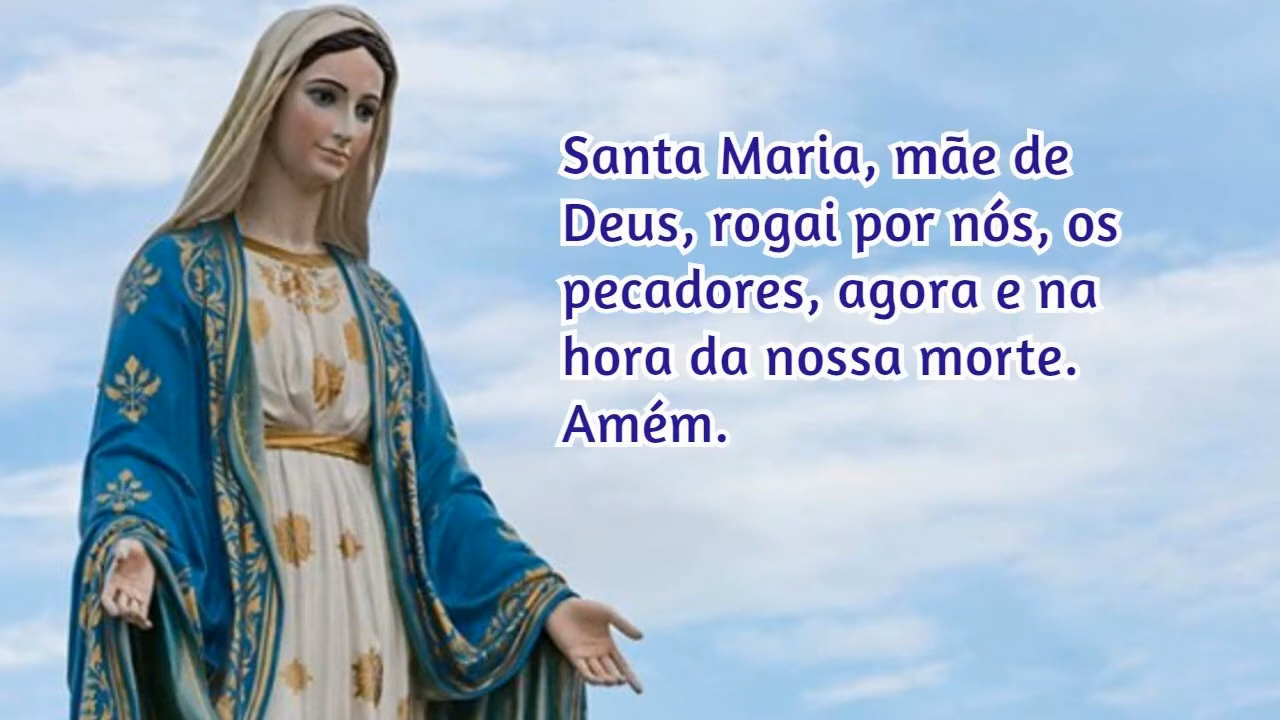 Santa Maria, mãe de
Deus, rogai por nós, os
pecadores, agora e na
hora da nossa morte.
Amém.